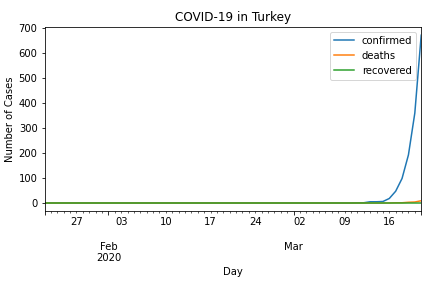 COVID-19 in Turkey
confirmed
deaths
recovered
Number of Cases
700
600
500
400
300
200
100
0
27 03 10 17 24 02 09 16
Feb Mar
2020
Day